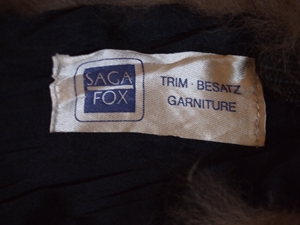 SAGA
FOX
TRIM · BESATZ
GARNITURE